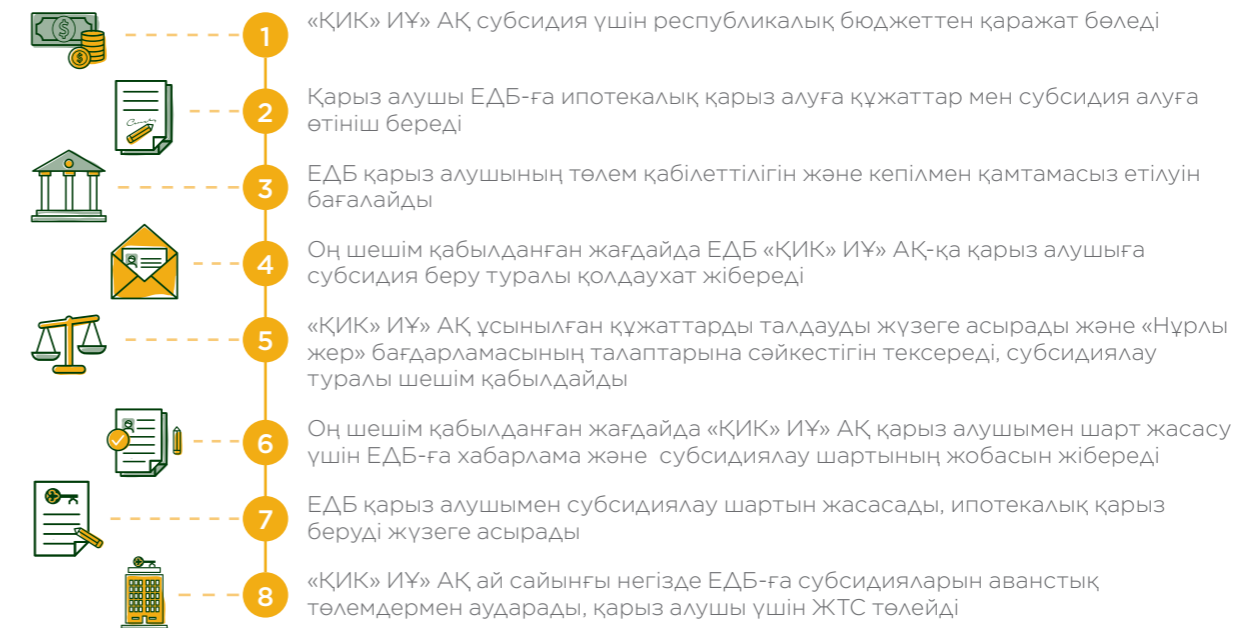 1 «ҚИК» ИҰ» АҚ субсидия үшін республикалық бюджеттен қаражат бөледі
2 Қарыз алушы ЕДБ-ға ипотекалық қарыз алуға құжаттар мен субсидия алуға
өтініш береді
3 ЕДБ қарыз алушының төлем қабілеттілігін және кепілмен қамтамасыз етілуін
бағалайды
4 Оң шешім қабылданған жағдайда ЕДБ «ҚИК» ИҰ» АҚ-қа қарыз алушыға
субсидия беру туралы қолдаухат жібереді
5 «ҚИК» ИҰ» АҚ ұсынылған құжаттарды талдауды жүзеге асырады және «Нұрлы
жер» бағдарламасының талаптарына сәйкестігін тексереді, субсидиялау
туралы шешім қабылдайды
6 Оң шешім қабылданған жағдайда «ҚИК» ИҰ» АҚ қарыз алушымен шарт жасасу
үшін ЕДБ-ға хабарлама және субсидиялау шартының жобасын жібереді
7 ЕДБ қарыз алушымен субсидиялау шартын жасасады, ипотекалық қарыз
беруді жүзеге асырады
8 «ҚИК» ИҰ» АҚ ай сайынғы негізде ЕДБ-ға субсидияларын аванстық
төлемдермен аударады, қарыз алушы үшін ЖТС төлейді